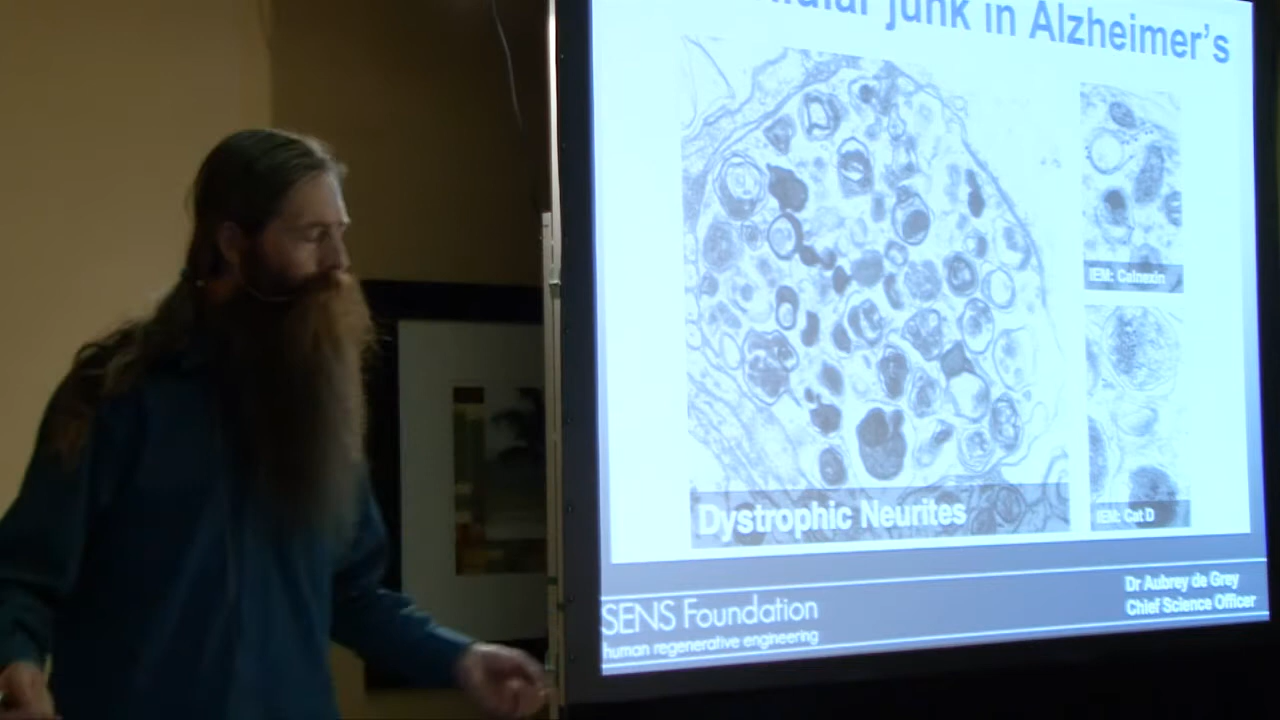 junk in Alzheimer's
IEM: Calnexin
Dystrophic Neurites
IEM: Cat D
SENS Foundation
human regenerative engineering
Dr Aubrey de Grey
Chief Science Officer